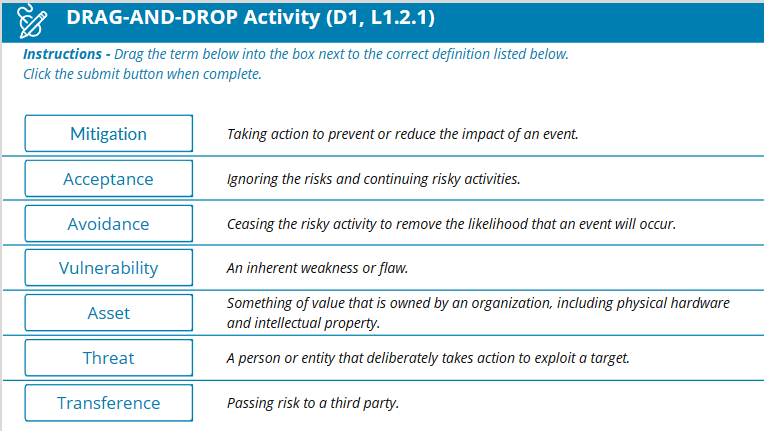 DRAG-AND-DROP Activity (D1, L1.2.1)
Instructions - Drag the term below into the box next to the correct definition listed below.
Click the submit button when complete.
Mitigation Taking action to prevent or reduce the impact of an event.
Acceptance Ignoring the risks and continuing risky activities.
Avoidance Ceasing the risky activity to remove the likelihood that an event will occur.
Vulnerability An inherent weakness or flaw.
Asset Something of value that is owned by an organization, including physical hardware
and intellectual property.
Threat A person or entity that deliberately takes action to exploit a target.
Transference Passing risk to a third party.